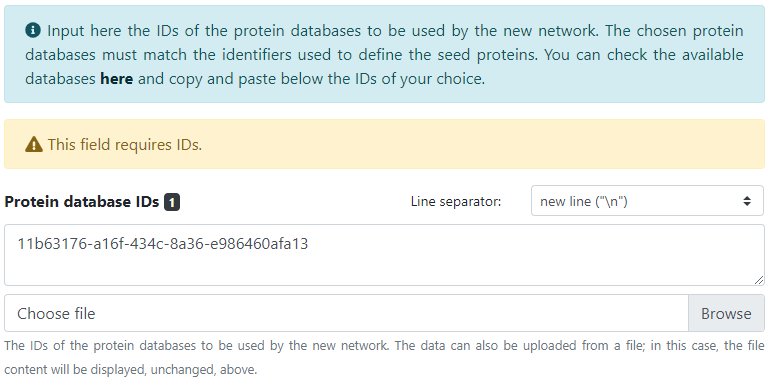 Input here the IDs of the protein databases to be used by the new network. The chosen protein
databases must match the identifiers used to define the seed proteins. You can check the available
databases here and copy and paste below the IDs of your choice.
This field requires IDs.
Protein database IDs 1
Line separator:
new line ("\n")
11b63176-a16f-434c-8a36-e986460afa13
Choose file
Browse
The IDs of the protein databases to be used by the new network. The data can also be uploaded from a file; in this case, the file
content will be displayed, unchanged, above.